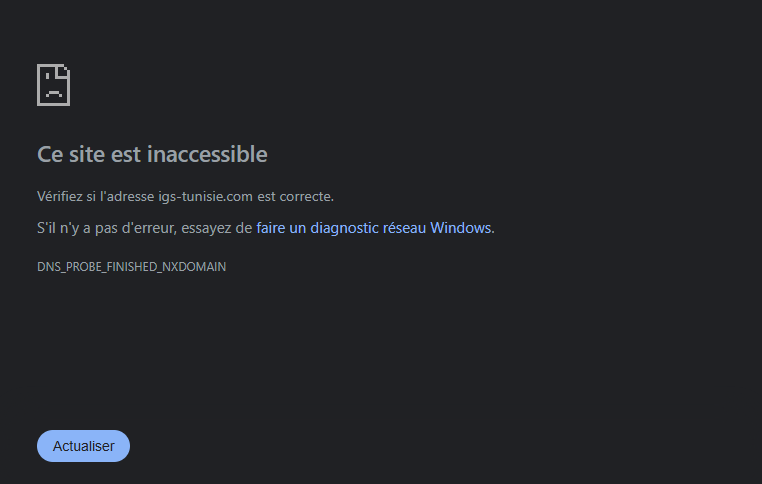 Ce site est inaccessible
Vérifiez si l'adresse igs-tunisie.com est correcte.
S'il n'y a pas d'erreur, essayez de faire un diagnostic réseau Windows.
DNS_PROBE_FINISHED_NXDOMAIN
Actualiser